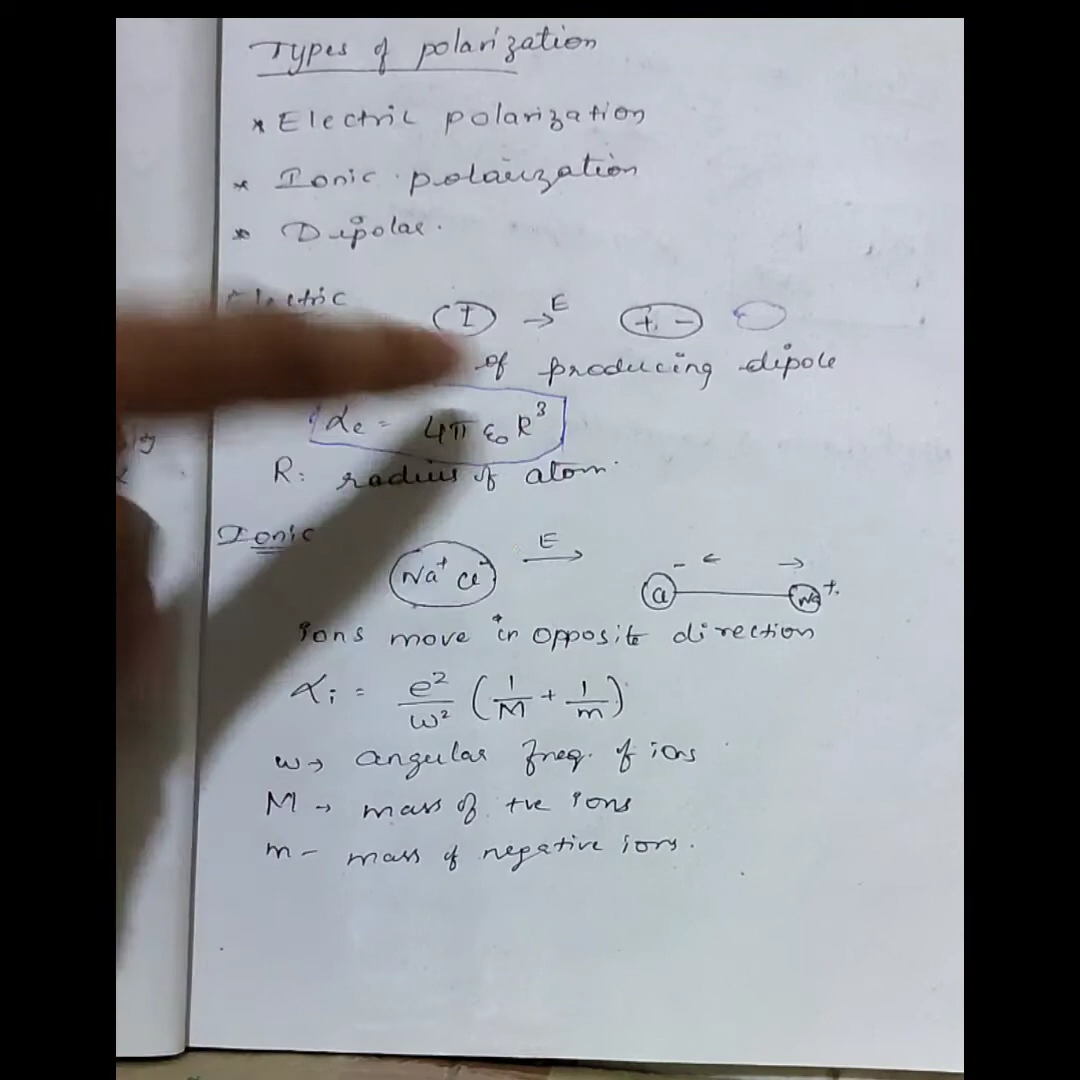 Types of polarization
* Electric polarization
* Ionic polarization
* Dipolar.
Electric → E + -
of producing dipole
αe = 4π ε₀ R³
R: radius of atom.
Ionic
Na⁺ Cl⁻ E → Cl - ← → Na +.
ions move in opposite direction
αi = e²/ω² (1/M + 1/m)
ω → angular freq. of ions
M → mass of +ve ions
m - mass of negative ions.